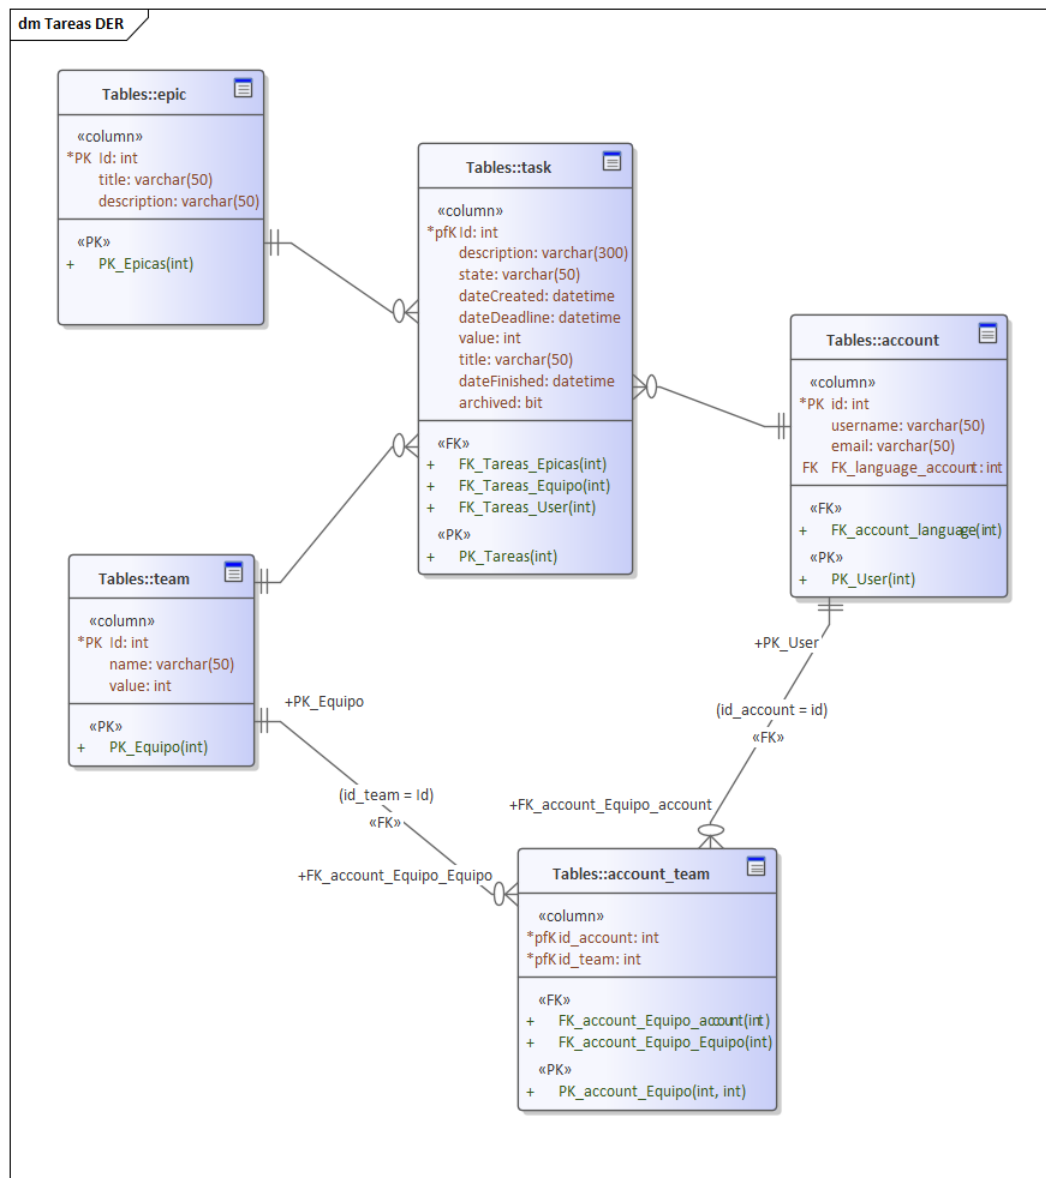 dm Tareas DER
Tables::epic
«column»
*PK Id: int
title: varchar(50)
description: varchar(50)
«PK»
+ PK_Epicas(int)
Tables::task
«column»
*pfK Id: int
description: varchar(300)
state: varchar(50)
dateCreated: datetime
dateDeadline: datetime
value: int
title: varchar(50)
dateFinished: datetime
archived: bit
«FK»
+ FK_Tareas_Epicas(int)
+ FK_Tareas_Equipo(int)
+ FK_Tareas_User(int)
«PK»
+ PK_Tareas(int)
Tables::account
«column»
*PK id: int
username: varchar(50)
email: varchar(50)
FK FK_language_account: int
«FK»
+ FK_account_language(int)
«PK»
+ PK_User(int)
Tables::team
«column»
*PK Id: int
name: varchar(50)
value: int
«PK»
+ PK_Equipo(int)
+PK_Equipo
(id_team = Id)
«FK»
+FK_account_Equipo_Equipo
+PK_User
(id_account = id)
«FK»
+FK_account_Equipo_account
Tables::account_team
«column»
*pfK id_account: int
*pfK id_team: int
«FK»
+ FK_account_Equipo_account(int)
+ FK_account_Equipo_Equipo(int)
«PK»
+ PK_account_Equipo(int, int)